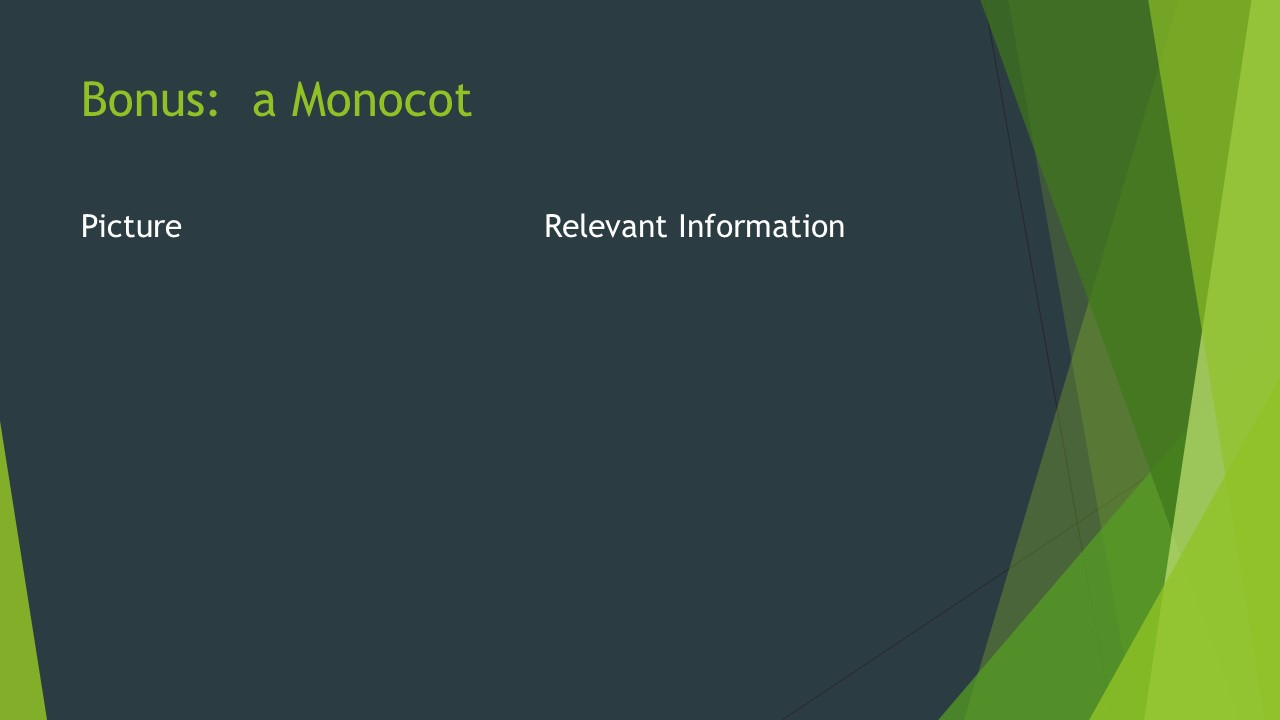 Bonus:  a Monocot
Picture
Relevant Information